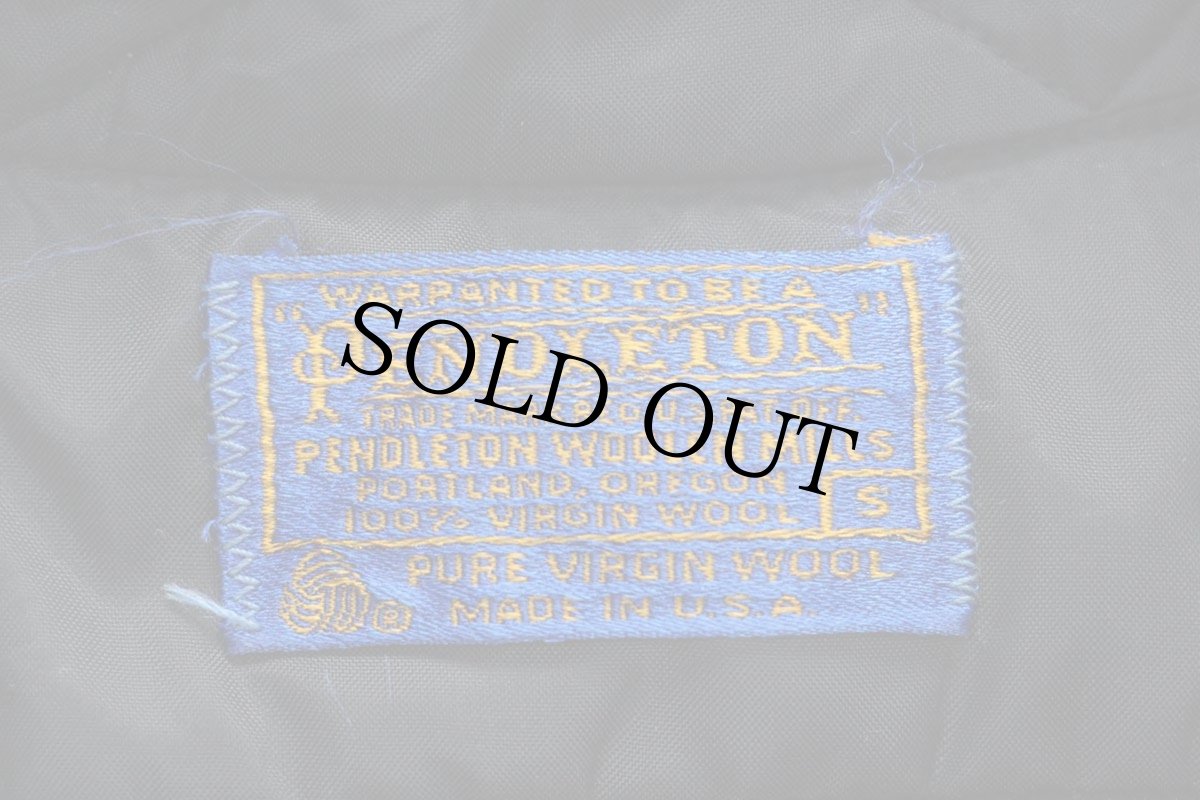 "WARRANTED TO BE A
PENDLETON"
TRADE MARK REG. U.S. PAT. OFF.
PENDLETON WOOLEN MILLS
PORTLAND, OREGON
100% VIRGIN WOOL
S
PURE VIRGIN WOOL
® MADE IN U.S.A.
SOLD OUT